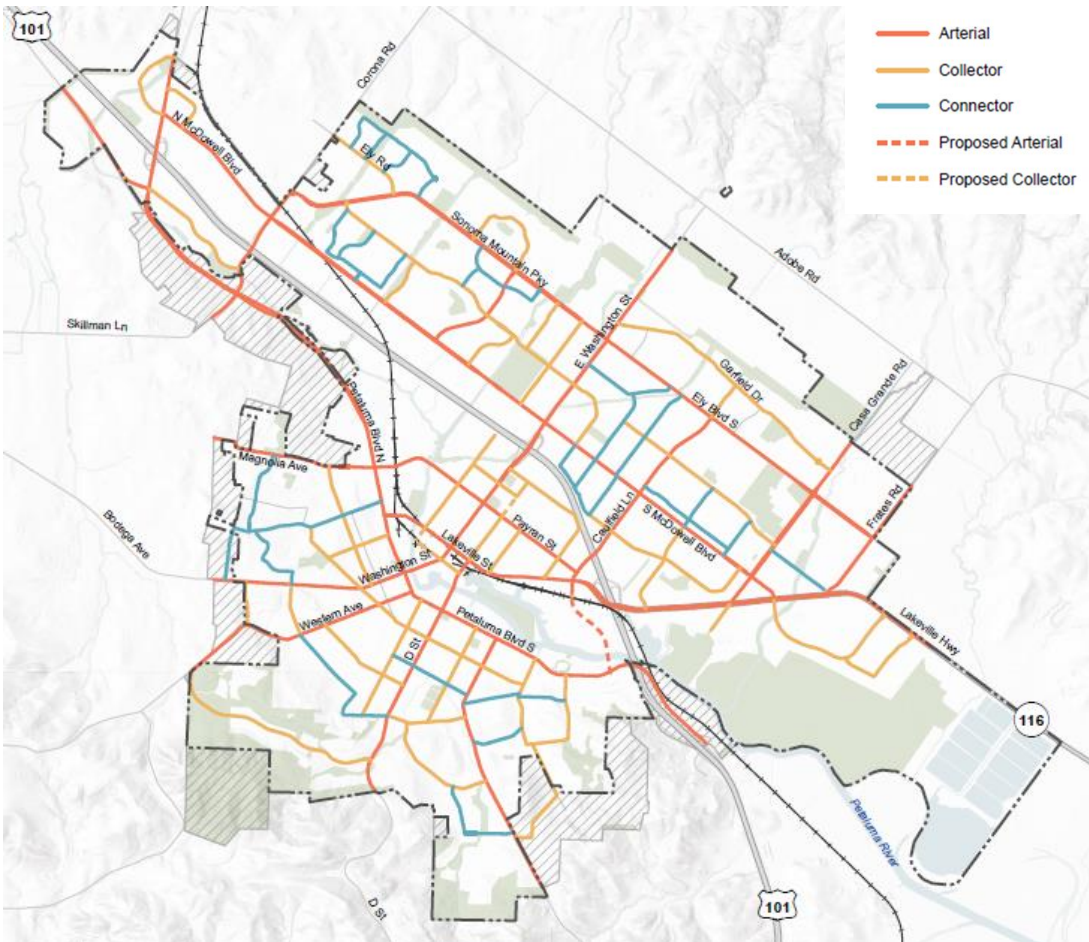 101
Arterial
Collector
Connector
Proposed Arterial
Proposed Collector
Corona Rd
N McDowell Blvd
Ely Rd
Sonoma Mountain Pky
Adobe Rd
Skillman Ln
E Washington St
Garfield Dr
Casa Grande Rd
Petaluma Blvd N
Ely Blvd S
Magnolia Ave
Frates Rd
Bodega Ave
Caulfield Ln
S McDowell Blvd
Payran St
Lakeville St
Washington St
Western Ave
Petaluma Blvd S
D St
Lakeville Hwy
116
Petaluma River
D St
101